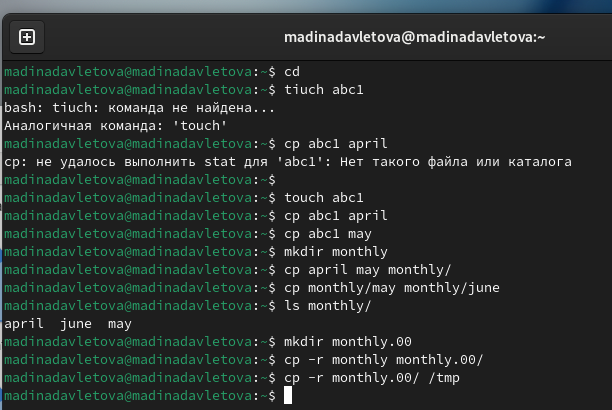 madinadavletova@madinadavletova:~
madinadavletova@madinadavletova:~$ cd
madinadavletova@madinadavletova:~$ tiuch abc1
bash: tiuch: команда не найдена...
Аналогичная команда: 'touch'
madinadavletova@madinadavletova:~$ cp abc1 april
cp: не удалось выполнить stat для 'abc1': Нет такого файла или каталога
madinadavletova@madinadavletova:~$
madinadavletova@madinadavletova:~$ touch abc1
madinadavletova@madinadavletova:~$ cp abc1 april
madinadavletova@madinadavletova:~$ cp abc1 may
madinadavletova@madinadavletova:~$ mkdir monthly
madinadavletova@madinadavletova:~$ cp april may monthly/
madinadavletova@madinadavletova:~$ cp monthly/may monthly/june
madinadavletova@madinadavletova:~$ ls monthly/
april  june  may
madinadavletova@madinadavletova:~$ mkdir monthly.00
madinadavletova@madinadavletova:~$ cp -r monthly monthly.00/
madinadavletova@madinadavletova:~$ cp -r monthly.00/ /tmp
madinadavletova@madinadavletova:~$